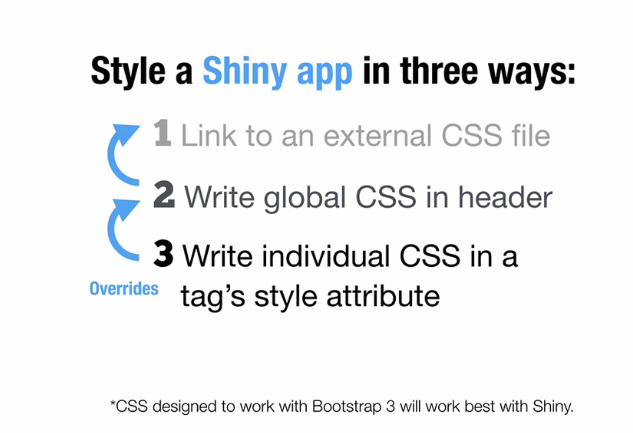 Style a Shiny app in three ways:
1 Link to an external CSS file
2 Write global CSS in header
3 Write individual CSS in a
tag’s style attribute
Overrides
*CSS designed to work with Bootstrap 3 will work best with Shiny.